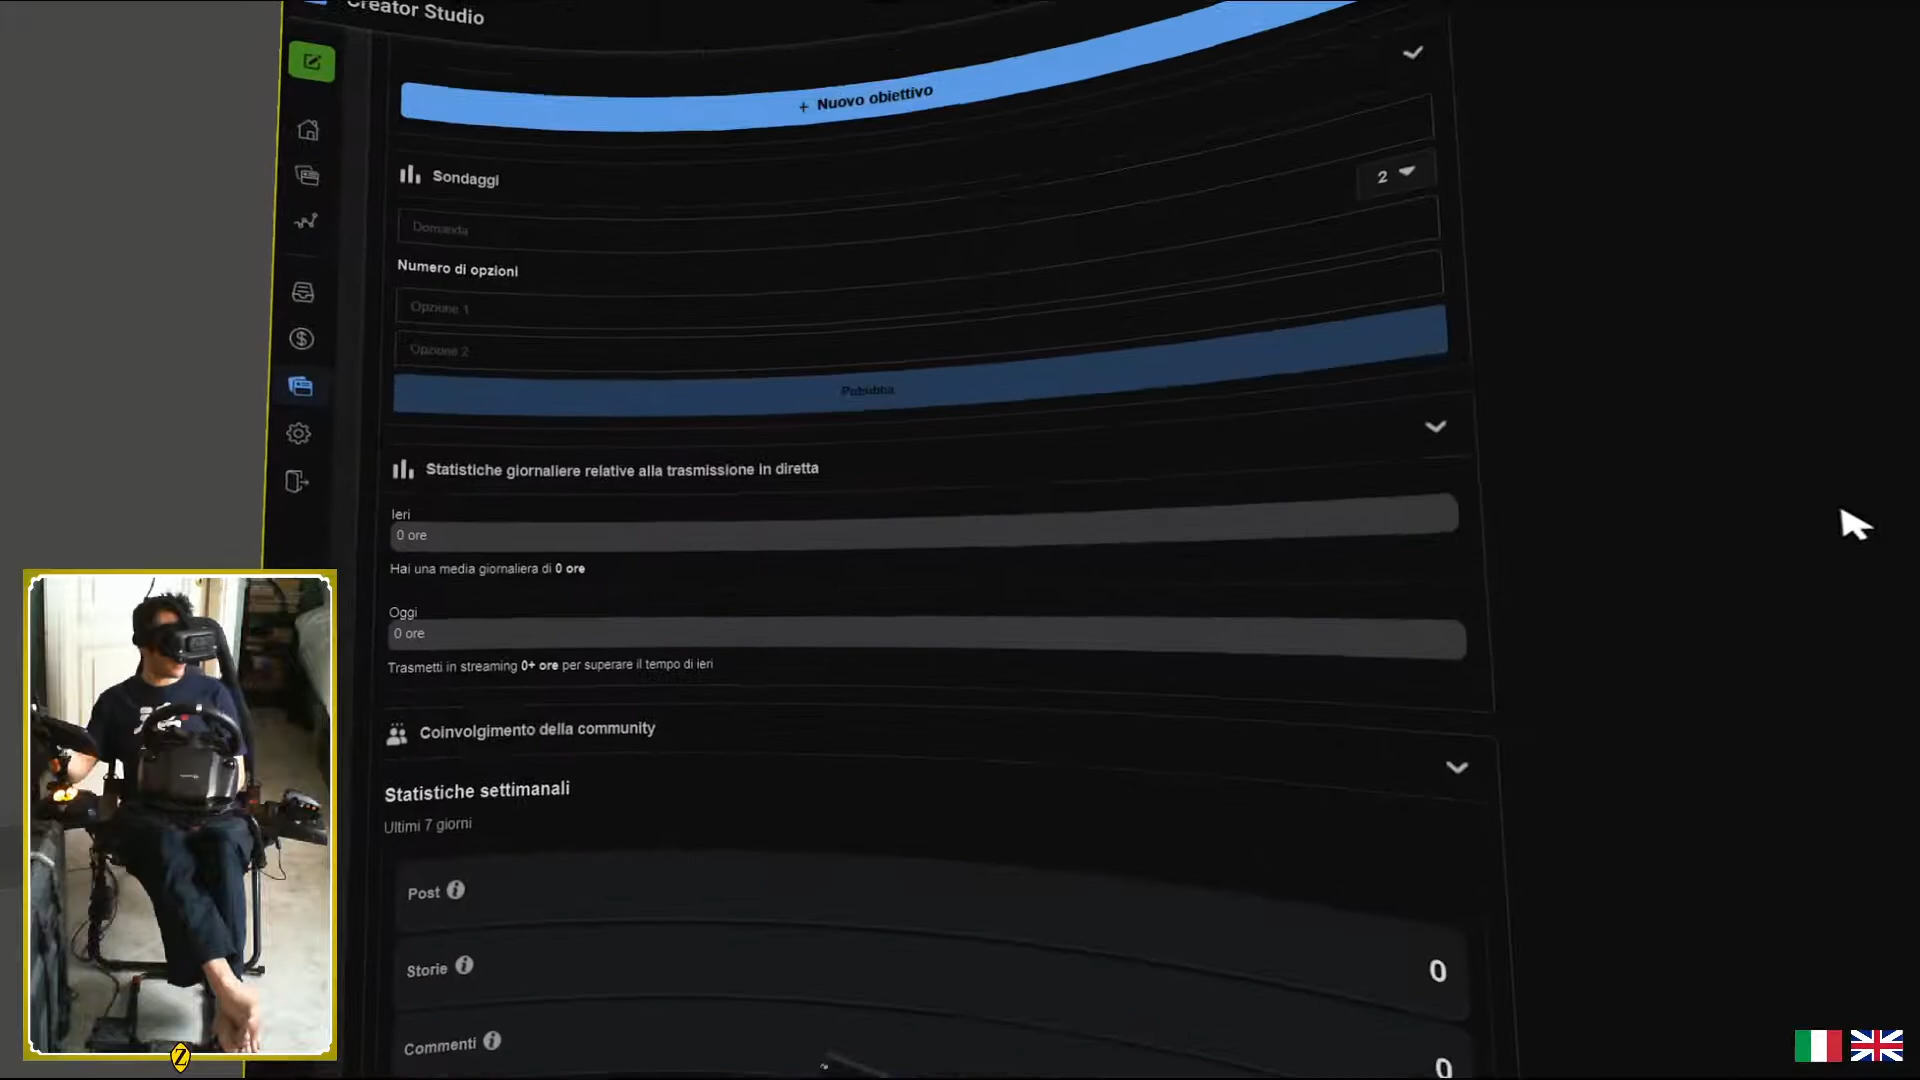 Creator Studio
+ Nuovo obiettivo
Sondaggi
2
Domanda
Numero di opzioni
Opzione 1
Opzione 2
Statistiche giornaliere relative alla trasmissione in diretta
Ieri
0 ore
Hai una media giornaliera di 0 ore
Oggi
0 ore
Trasmetti in streaming 0+ ore per superare il tempo di ieri
Coinvolgimento della community
Statistiche settimanali
Ultimi 7 giorni
Post
Storie
0
Commenti
0
Z